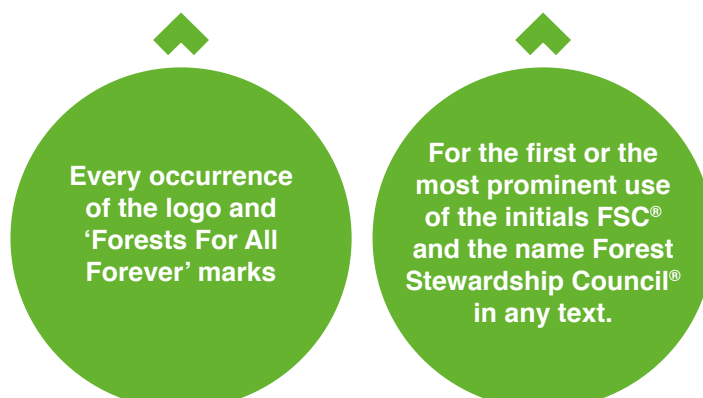 Every occurrence
of the logo and
‘Forests For All
Forever’ marks
For the first or the
most prominent use
of the initials FSC®
and the name Forest
Stewardship Council®
in any text.